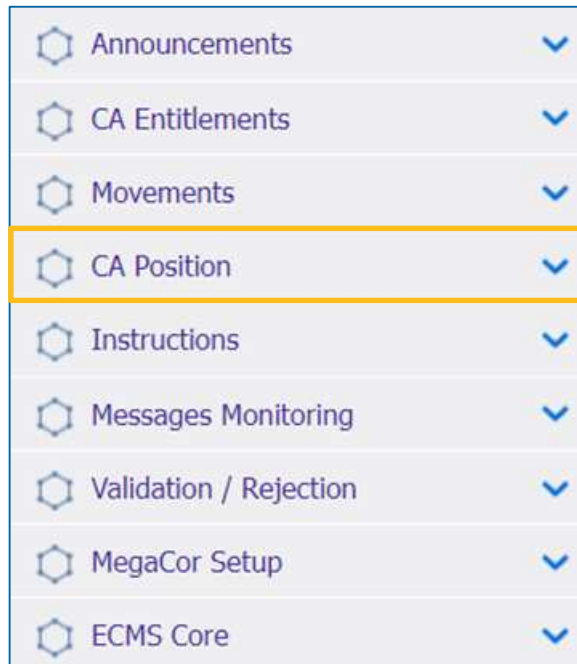 Announcements
CA Entitlements
Movements
CA Position
Instructions
Messages Monitoring
Validation / Rejection
MegaCor Setup
ECMS Core